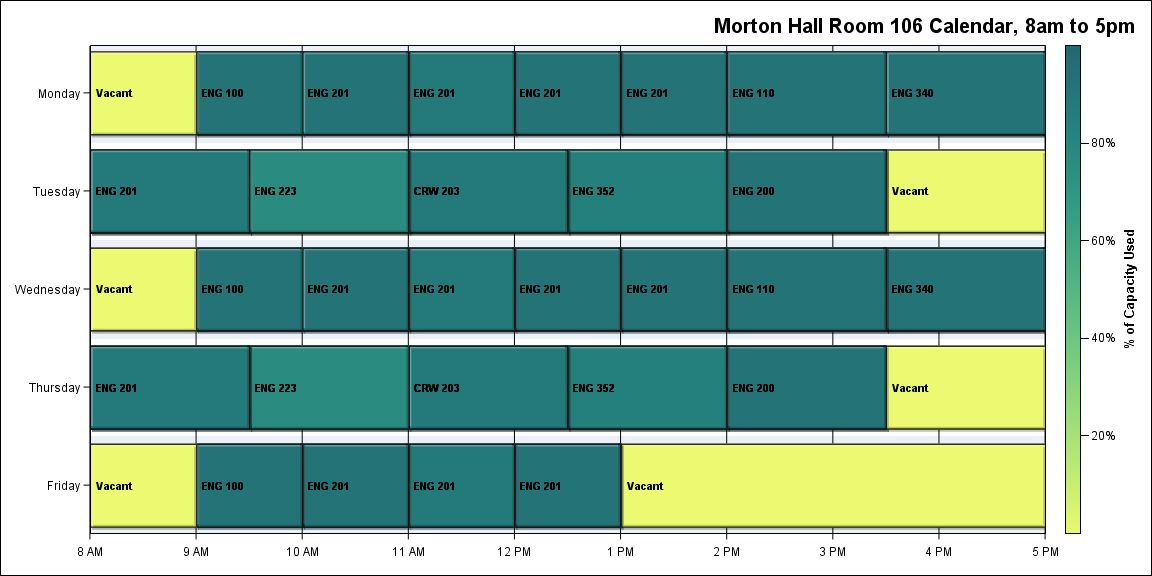 Morton Hall Room 106 Calendar, 8am to 5pm
Monday
Vacant
ENG 100
ENG 201
ENG 201
ENG 201
ENG 201
ENG 110
ENG 340
Tuesday
ENG 201
ENG 223
CRW 203
ENG 352
ENG 200
Vacant
Wednesday
Vacant
ENG 100
ENG 201
ENG 201
ENG 201
ENG 201
ENG 110
ENG 340
Thursday
ENG 201
ENG 223
CRW 203
ENG 352
ENG 200
Vacant
Friday
Vacant
ENG 100
ENG 201
ENG 201
ENG 201
Vacant
8 AM
9 AM
10 AM
11 AM
12 PM
1 PM
2 PM
3 PM
4 PM
5 PM
80%
60%
40%
20%
% of Capacity Used